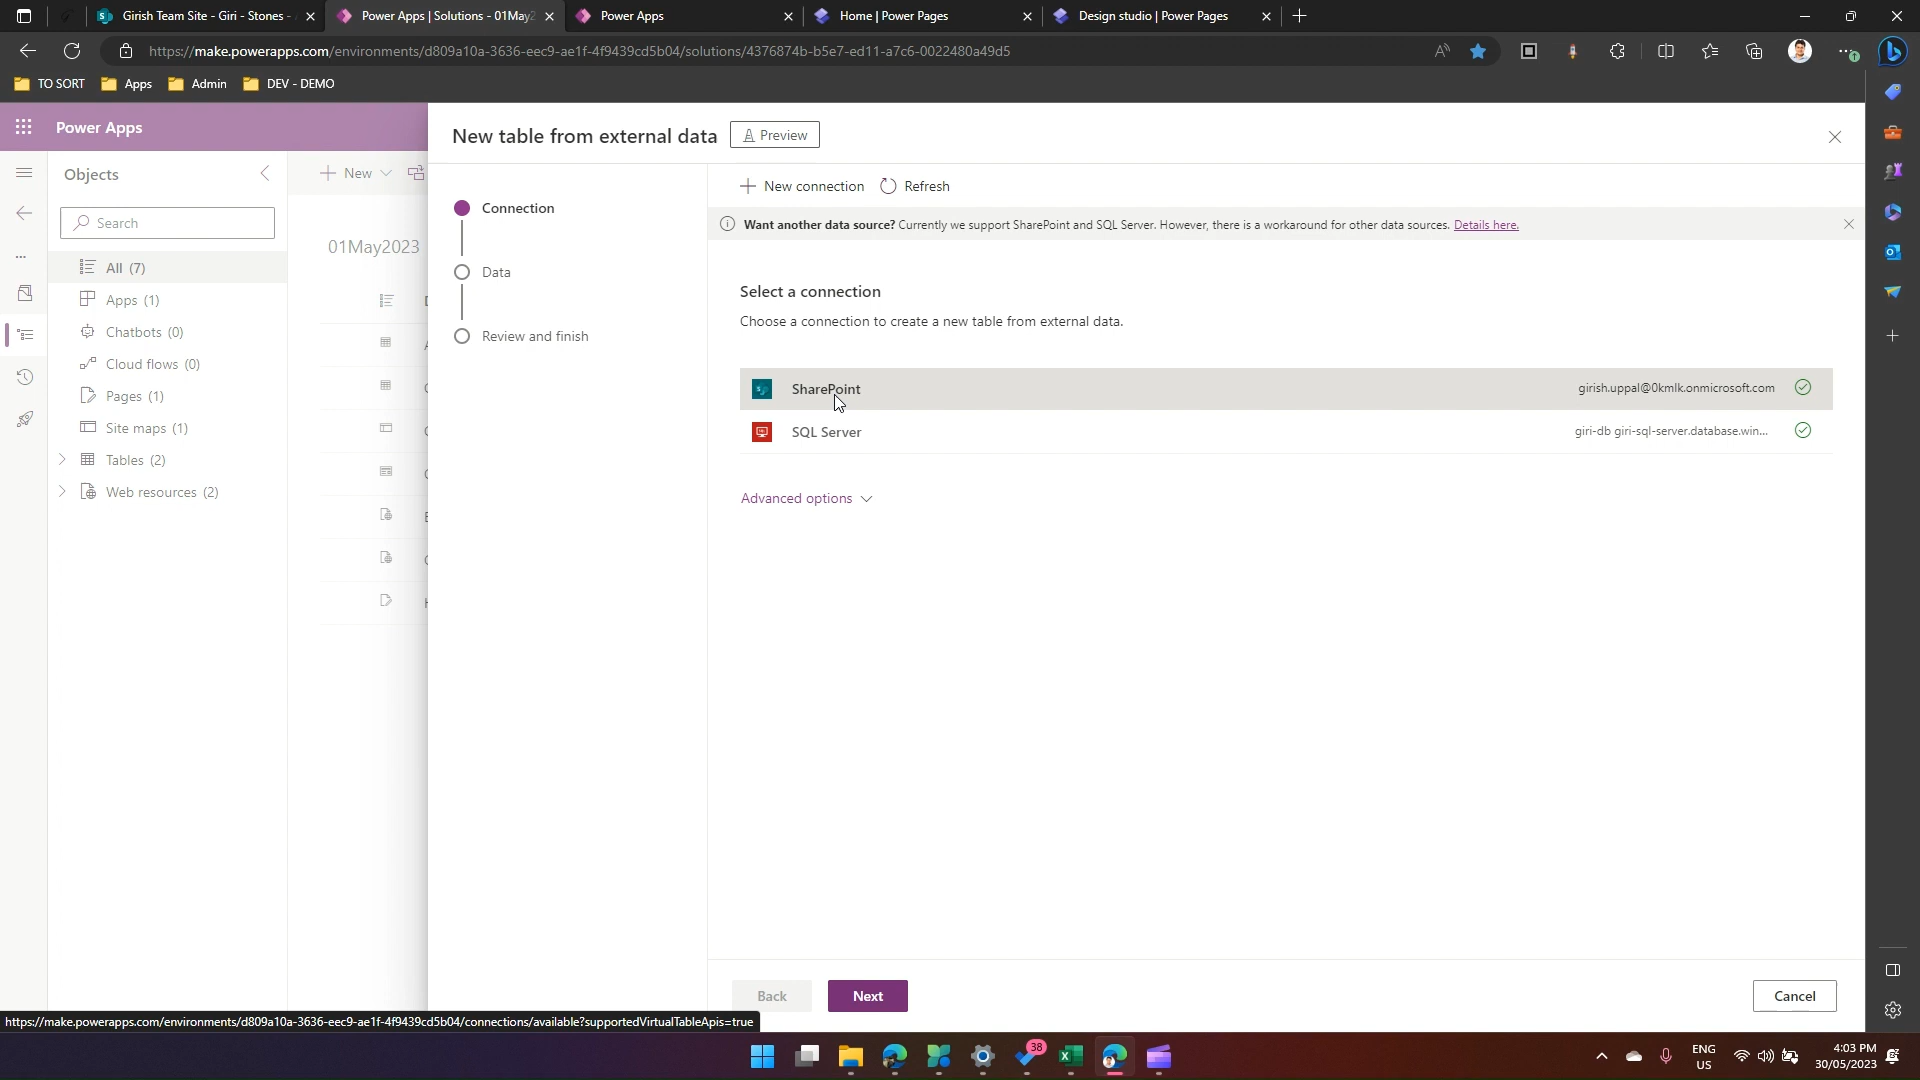 Girish Team Site - Giri - Stones -
Power Apps | Solutions - 01May2
Power Apps
Home | Power Pages
Design studio | Power Pages
https://make.powerapps.com/environments/d809a10a-3636-eec9-ae1f-4f9439cd5b04/solutions/4376874b-b5e7-ed11-a7c6-0022480a49d5
TO SORT
Apps
Admin
DEV - DEMO
Power Apps
New table from external data
Preview
Objects
New
New connection
Refresh
Connection
Search
Want another data source? Currently we support SharePoint and SQL Server. However, there is a workaround for other data sources. Details here.
01May2023
All (7)
Data
Select a connection
Apps (1)
Choose a connection to create a new table from external data.
Chatbots (0)
Review and finish
Cloud flows (0)
SharePoint
girish.uppal@0kmlk.onmicrosoft.com
Pages (1)
Site maps (1)
SQL Server
giri-db giri-sql-server.database.win...
Tables (2)
Web resources (2)
Advanced options
Back
Next
Cancel
https://make.powerapps.com/environments/d809a10a-3636-eec9-ae1f-4f9439cd5b04/connections/available?supportedVirtualTableApis=true
38
ENG
US
4:03 PM
30/05/2023